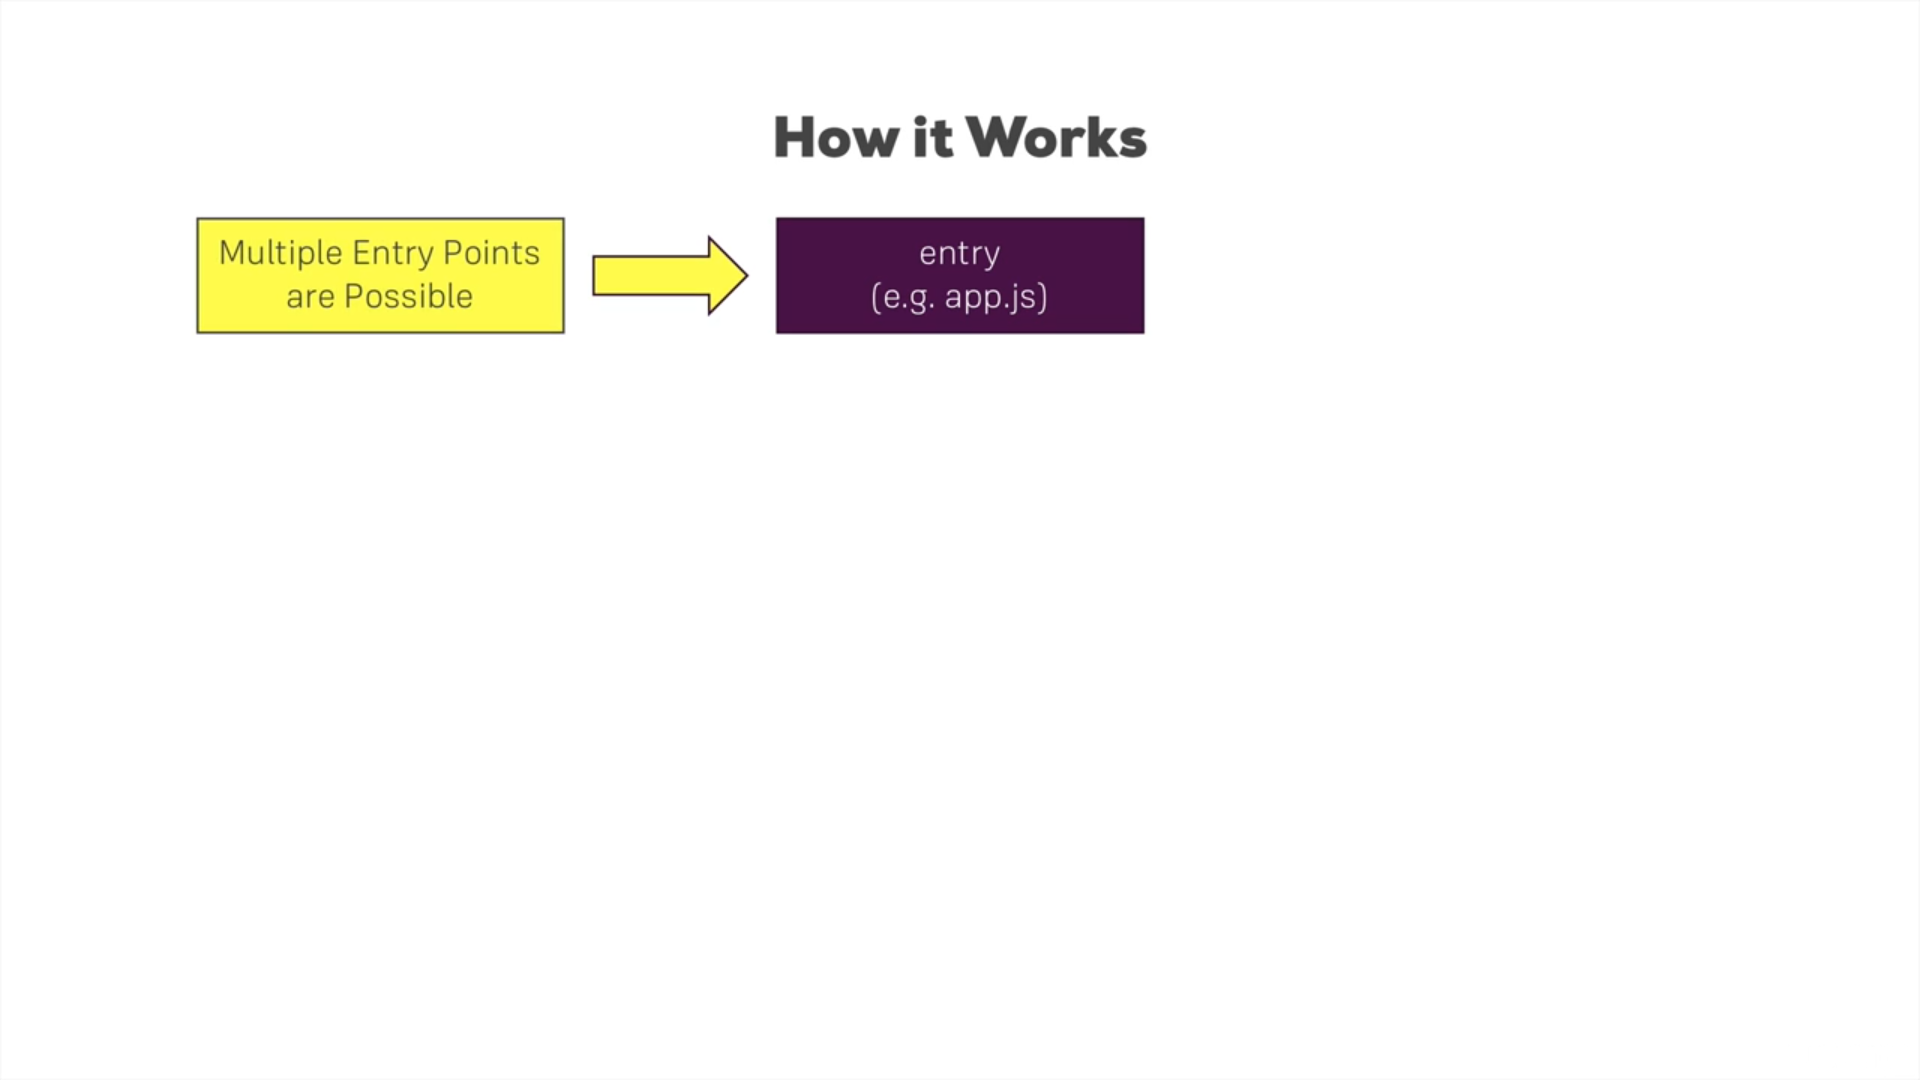 How it Works
Multiple Entry Points
are Possible
entry
(e.g. app.js)